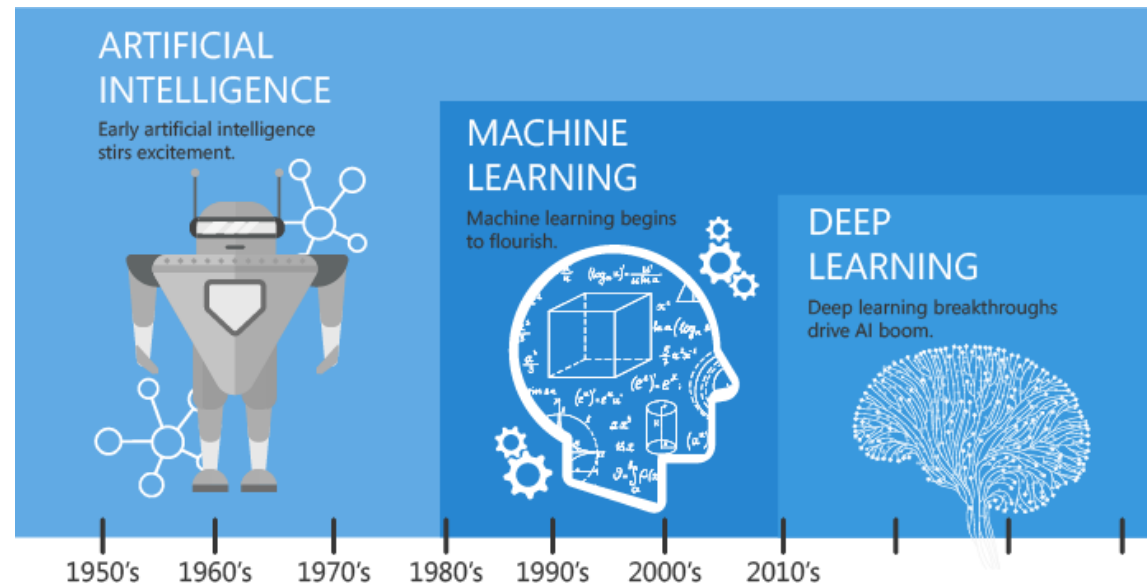 ARTIFICIAL
INTELLIGENCE
Early artificial intelligence
stirs excitement.
MACHINE
LEARNING
Machine learning begins
to flourish.
DEEP
LEARNING
Deep learning breakthroughs
drive AI boom.
1950's 1960's 1970's 1980's 1990's 2000's 2010's